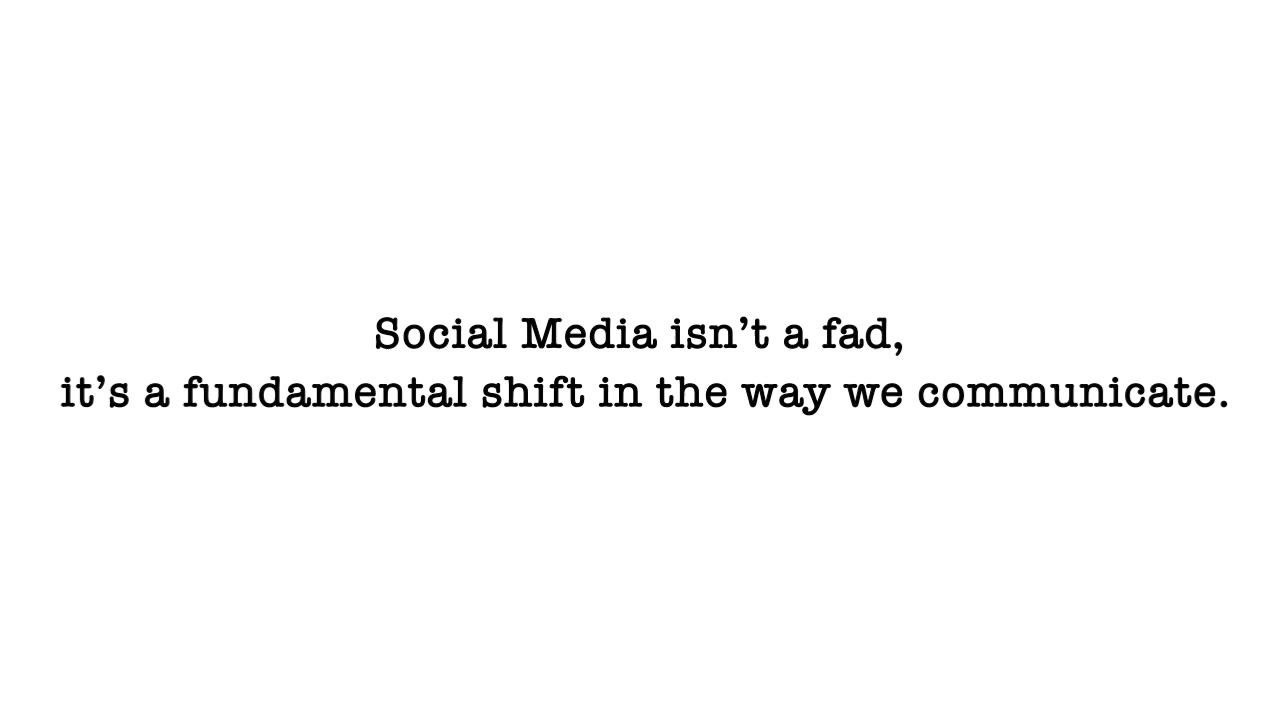 Social Media isn’t a fad,
it’s a fundamental shift in the way we communicate.